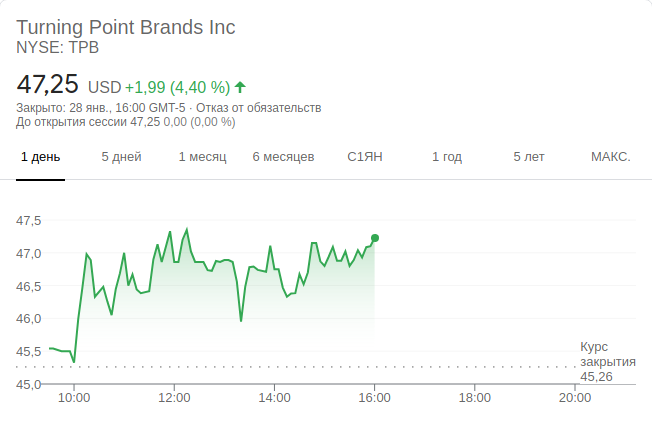 Turning Point Brands Inc
NYSE: TPB
47,25 USD +1,99 (4,40 %)
Закрыто: 28 янв., 16:00 GMT-5 · Отказ от обязательств
До открытия сессии 47,25 0,00 (0,00 %)
1 день 5 дней 1 месяц 6 месяцев С1ЯН 1 год 5 лет МАКС.
47,5
47,0
46,5
46,0
45,5
45,0
Курс
закрытия
45,26
10:00 12:00 14:00 16:00 18:00 20:00